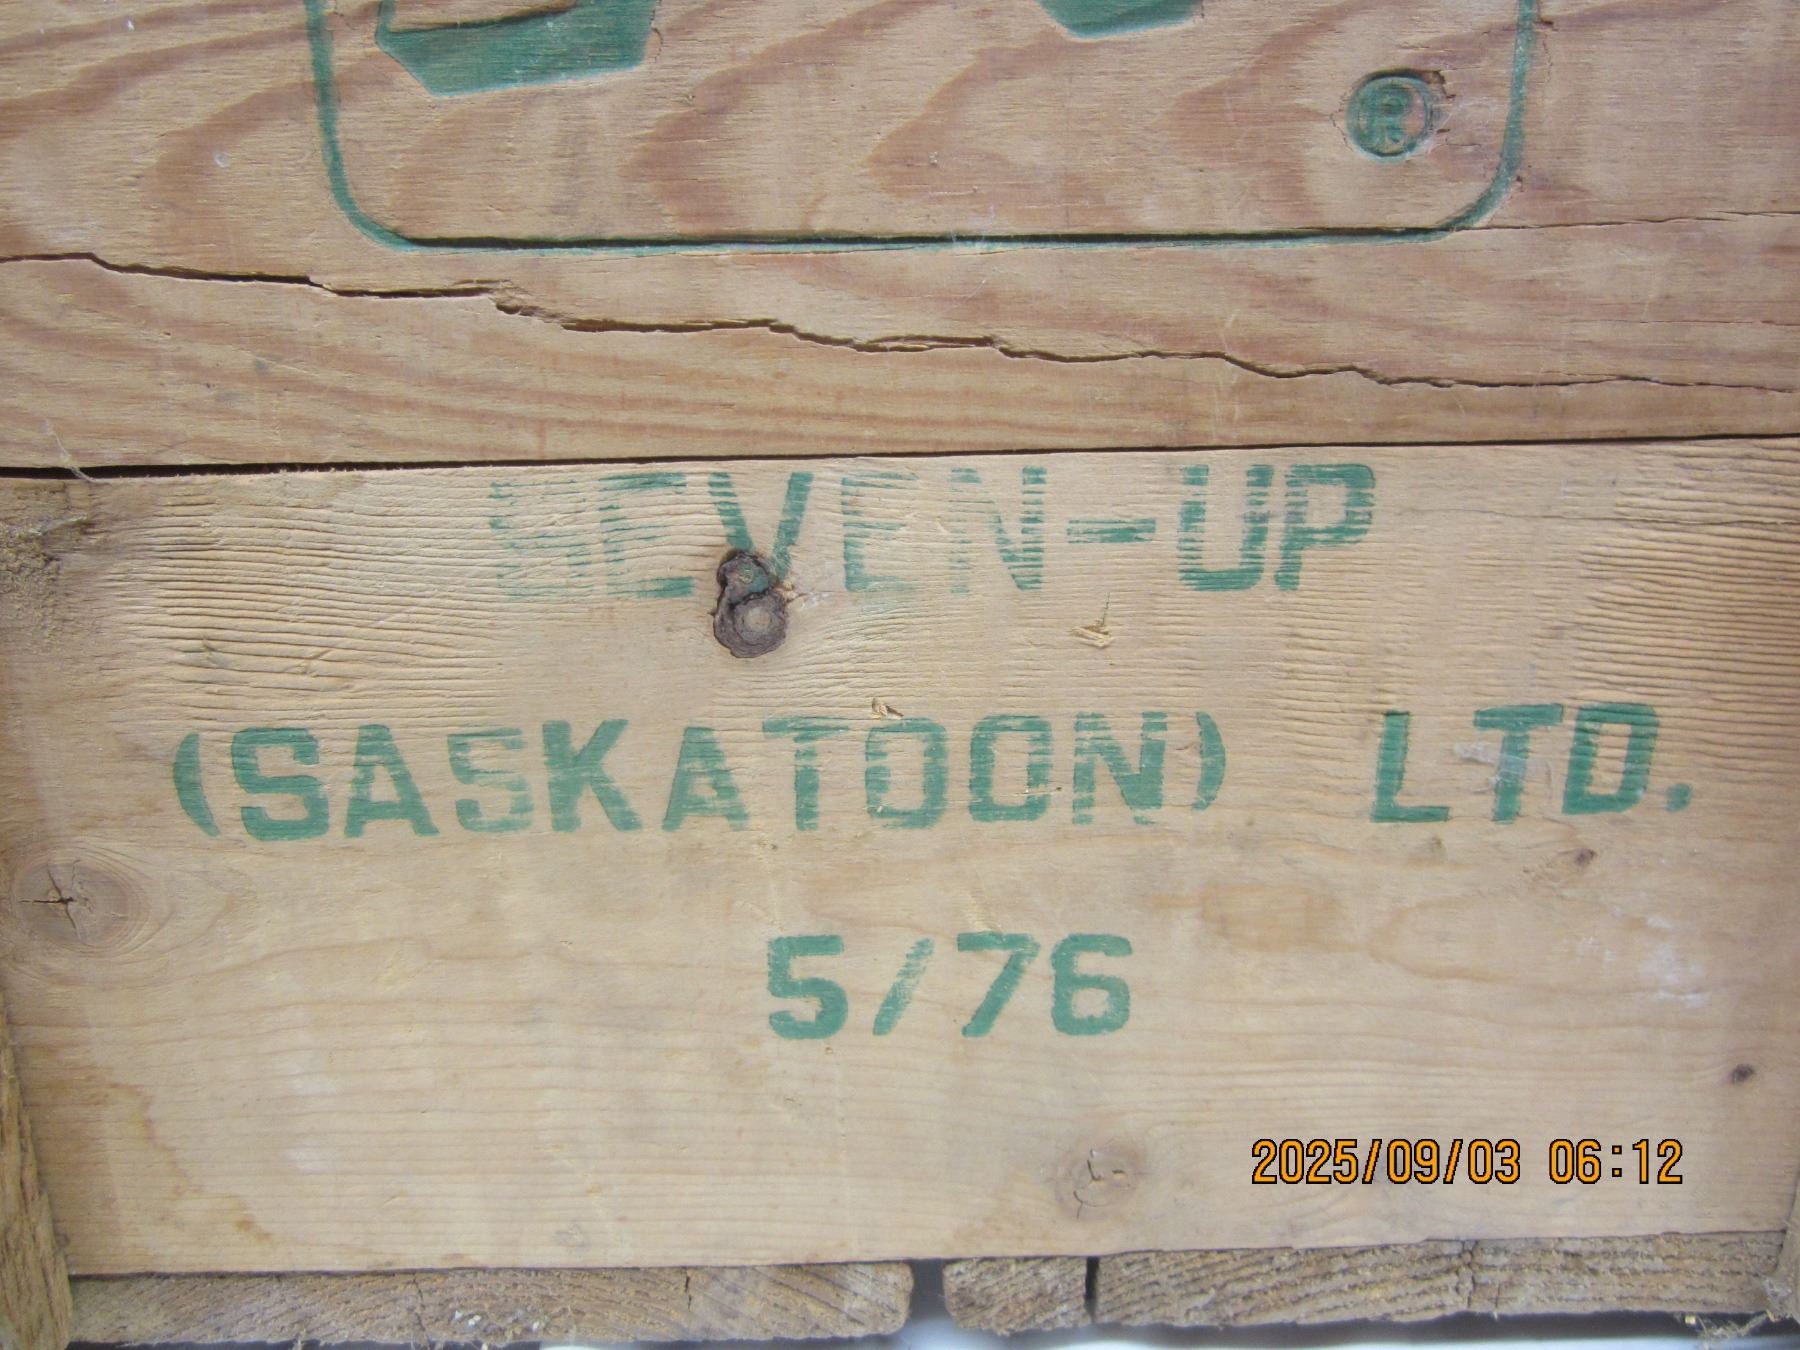 ®
SEVEN-UP
(SASKATOON) LTD.
5/76
2025/09/03 06:12